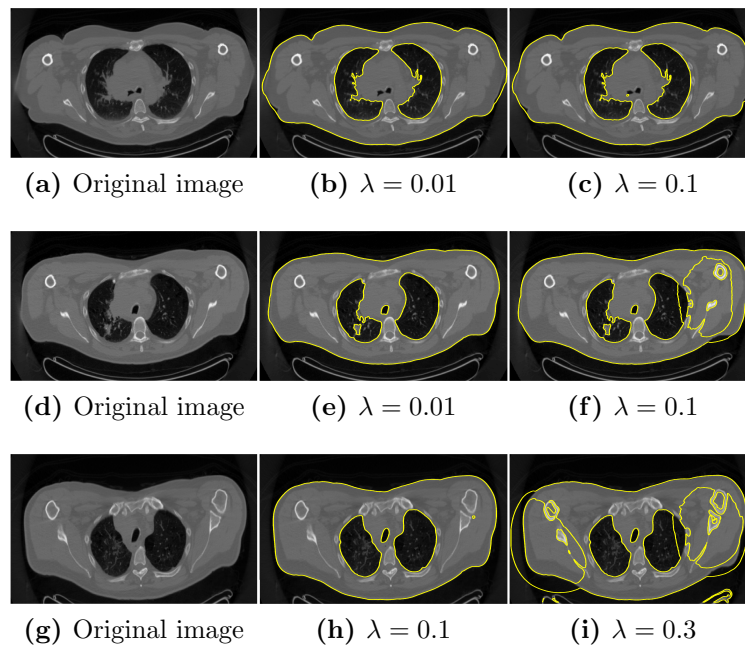 (a) Original image (b) λ = 0.01 (c) λ = 0.1
(d) Original image (e) λ = 0.01 (f) λ = 0.1
(g) Original image (h) λ = 0.1 (i) λ = 0.3